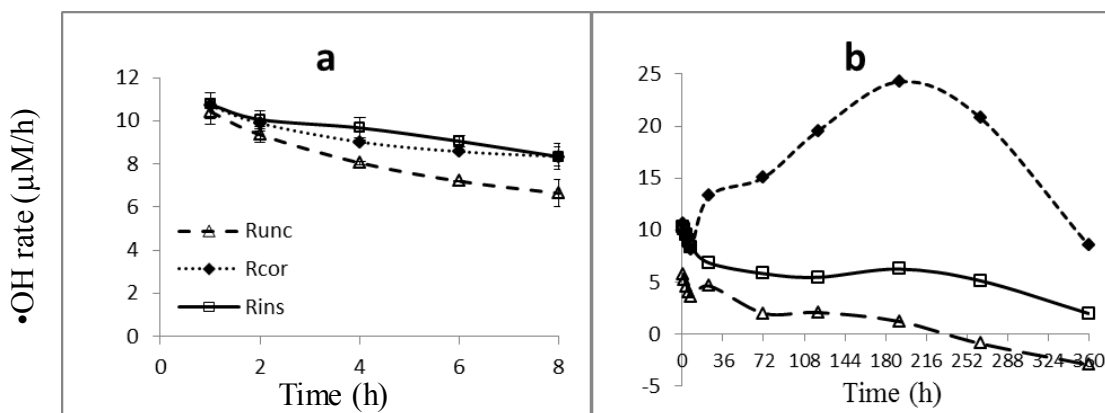 a
12
10
8
6
4
2
0
Runc
Rcor
Rins
0 2 4 6 8
Time (h)
•OH rate (µM/h)
b
25
20
15
10
5
0
-5
0 36 72 108 144 180 216 252 288 324 360
Time (h)